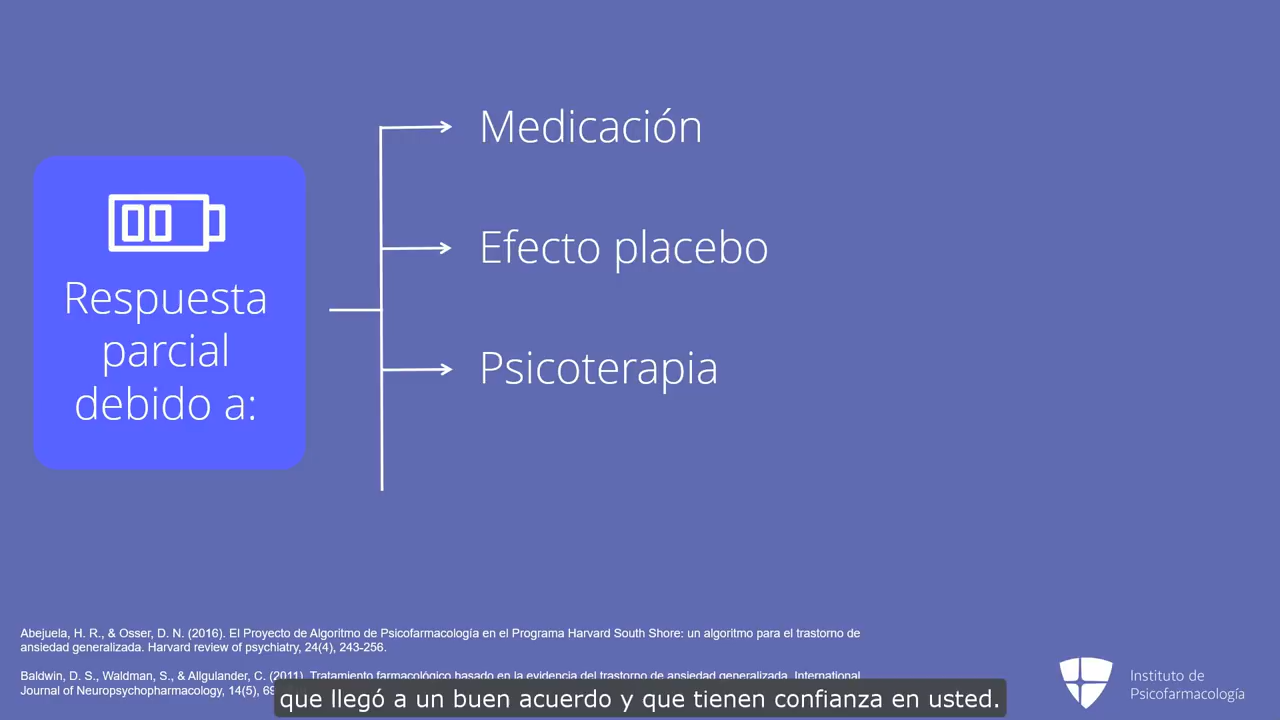 Medicación
Efecto placebo
Respuesta
parcial
debido a:
Psicoterapia
Abejuela, H. R., & Osser, D. N. (2016). El Proyecto de Algoritmo de Psicofarmacología en el Programa Harvard South Shore: un algoritmo para el trastorno de
ansiedad generalizada. Harvard review of psychiatry, 24(4), 243-256.
Baldwin, D. S., Waldman, S., & Allgulander, C. (2011). Tratamiento farmacológico basado en la evidencia del trastorno de ansiedad generalizada. International
Journal of Neuropsychopharmacology, 14(5),
que llegó a un buen acuerdo y que tienen confianza en usted.
Instituto de
Psicofarmacología